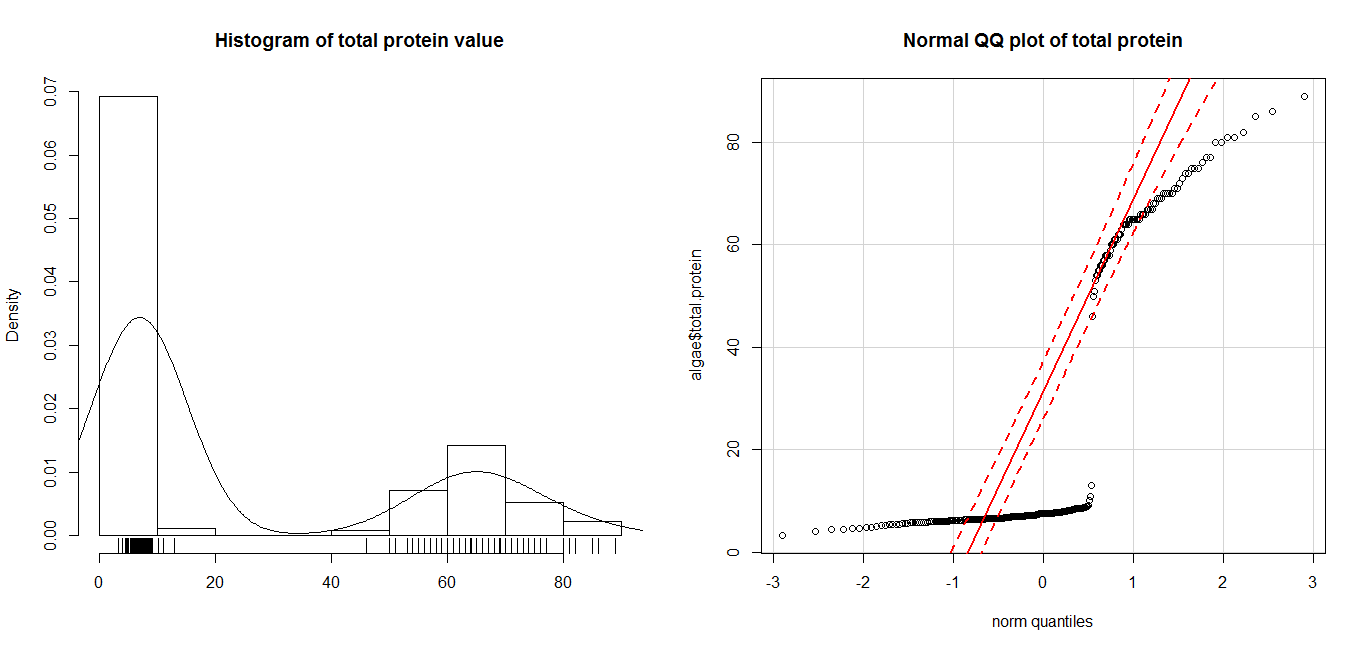 Histogram of total protein value
Density
0.00 0.01 0.02 0.03 0.04 0.05 0.06 0.07
0 20 40 60 80
Normal QQ plot of total protein
algae$total.protein
0 20 40 60 80
-3 -2 -1 0 1 2 3
norm quantiles